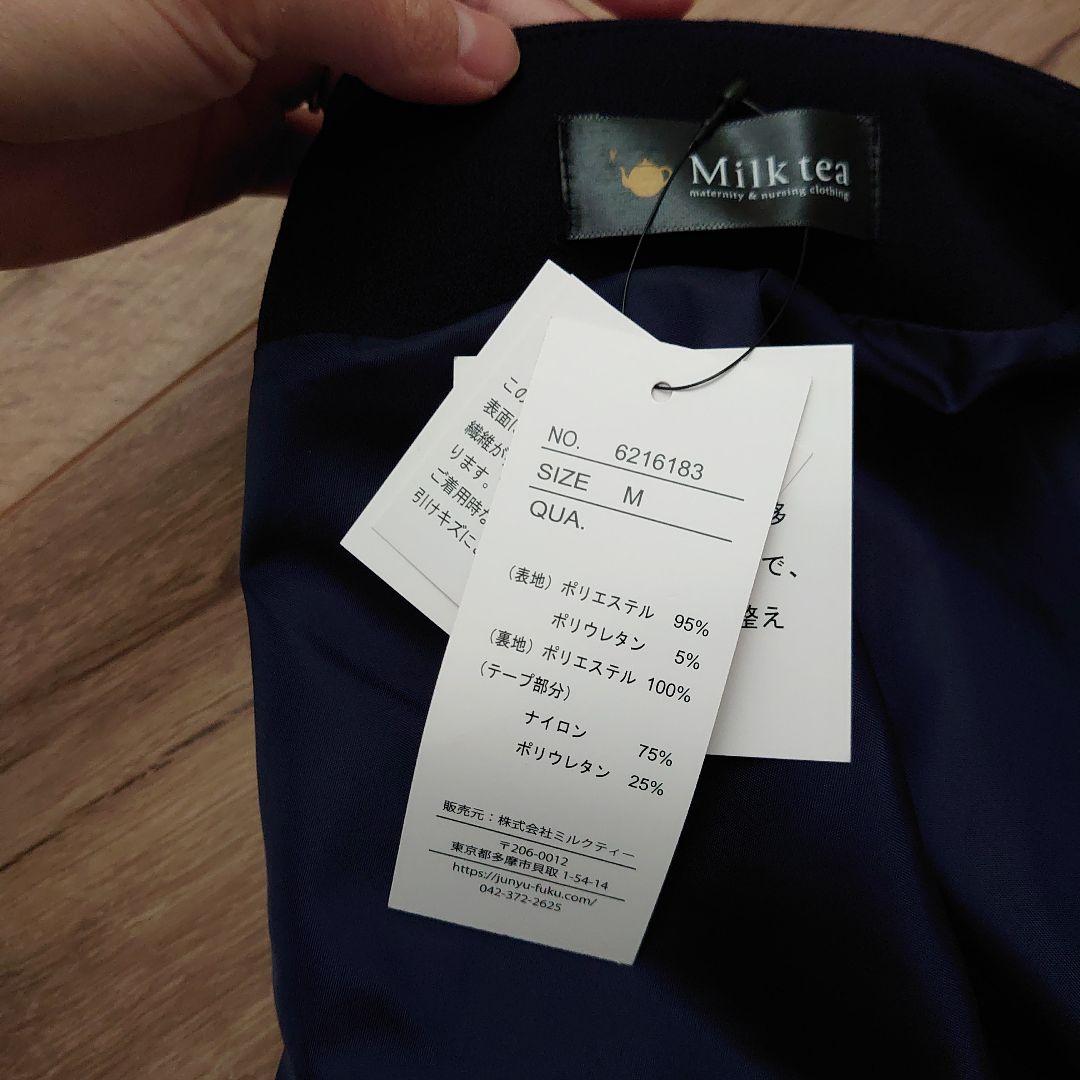 Milk tea
maternity & nursing clothing
この
表面に
繊維が
ります。
ご着用時な
引けキズに
NO. 6216183
SIZE M
QUA.
(表地) ポリエステル 95%
ポリウレタン 5%
(裏地) ポリエステル 100%
(テープ部分)
ナイロン 75%
ポリウレタン 25%
販売元：株式会社ミルクティー
〒206-0012
東京都多摩市貝取 1-54-14
https://junyu-fuku.com/
042-372-2625
で、
整え